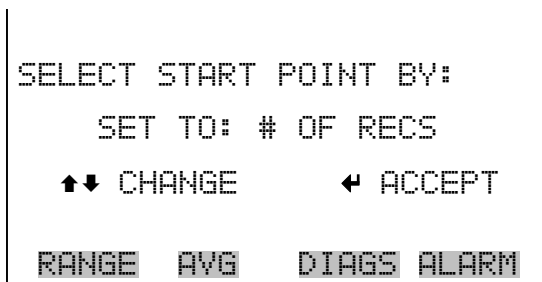 SELECT START POINT BY:
SET TO: # OF RECS
⬆⬇ CHANGE ↵ ACCEPT
RANGE AVG DIAGS ALARM